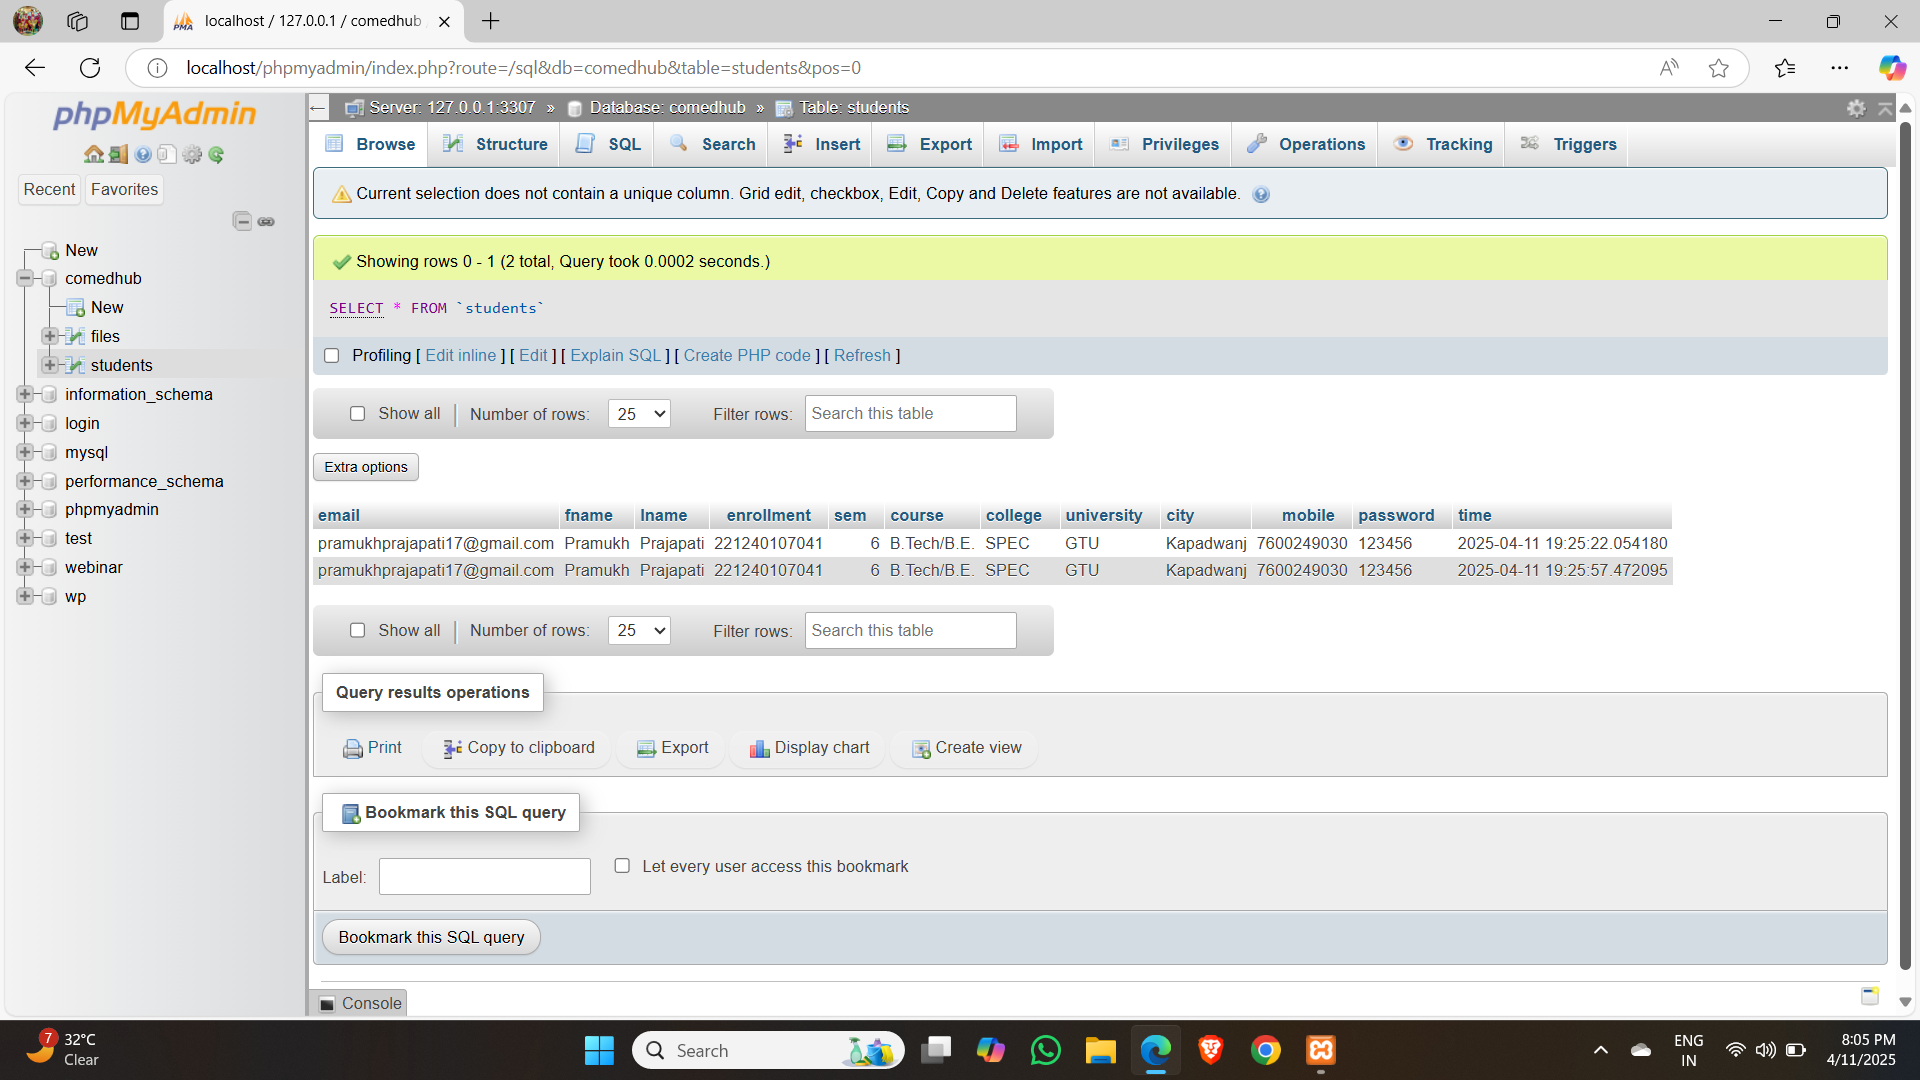 localhost / 127.0.0.1 / comedhub
localhost/phpmyadmin/index.php?route=/sql&db=comedhub&table=students&pos=0
phpMyAdmin
Recent Favorites
New
comedhub
New
files
students
information_schema
login
mysql
performance_schema
phpmyadmin
test
webinar
wp
Server: 127.0.0.1:3307 » Database: comedhub » Table: students
Browse Structure SQL Search Insert Export Import Privileges Operations Tracking Triggers
Current selection does not contain a unique column. Grid edit, checkbox, Edit, Copy and Delete features are not available.
Showing rows 0 - 1 (2 total, Query took 0.0002 seconds.)
SELECT * FROM `students`
Profiling [ Edit inline ] [ Edit ] [ Explain SQL ] [ Create PHP code ] [ Refresh ]
Show all | Number of rows: 25 Filter rows: Search this table
Extra options
email fname lname enrollment sem course college university city mobile password time
pramukhprajapati17@gmail.com Pramukh Prajapati 221240107041 6 B.Tech/B.E. SPEC GTU Kapadwanj 7600249030 123456 2025-04-11 19:25:22.054180
pramukhprajapati17@gmail.com Pramukh Prajapati 221240107041 6 B.Tech/B.E. SPEC GTU Kapadwanj 7600249030 123456 2025-04-11 19:25:57.472095
Show all | Number of rows: 25 Filter rows: Search this table
Query results operations
Print Copy to clipboard Export Display chart Create view
Bookmark this SQL query
Label: Let every user access this bookmark
Bookmark this SQL query
Console
7 32°C
Clear
Search
ENG
IN
8:05 PM
4/11/2025